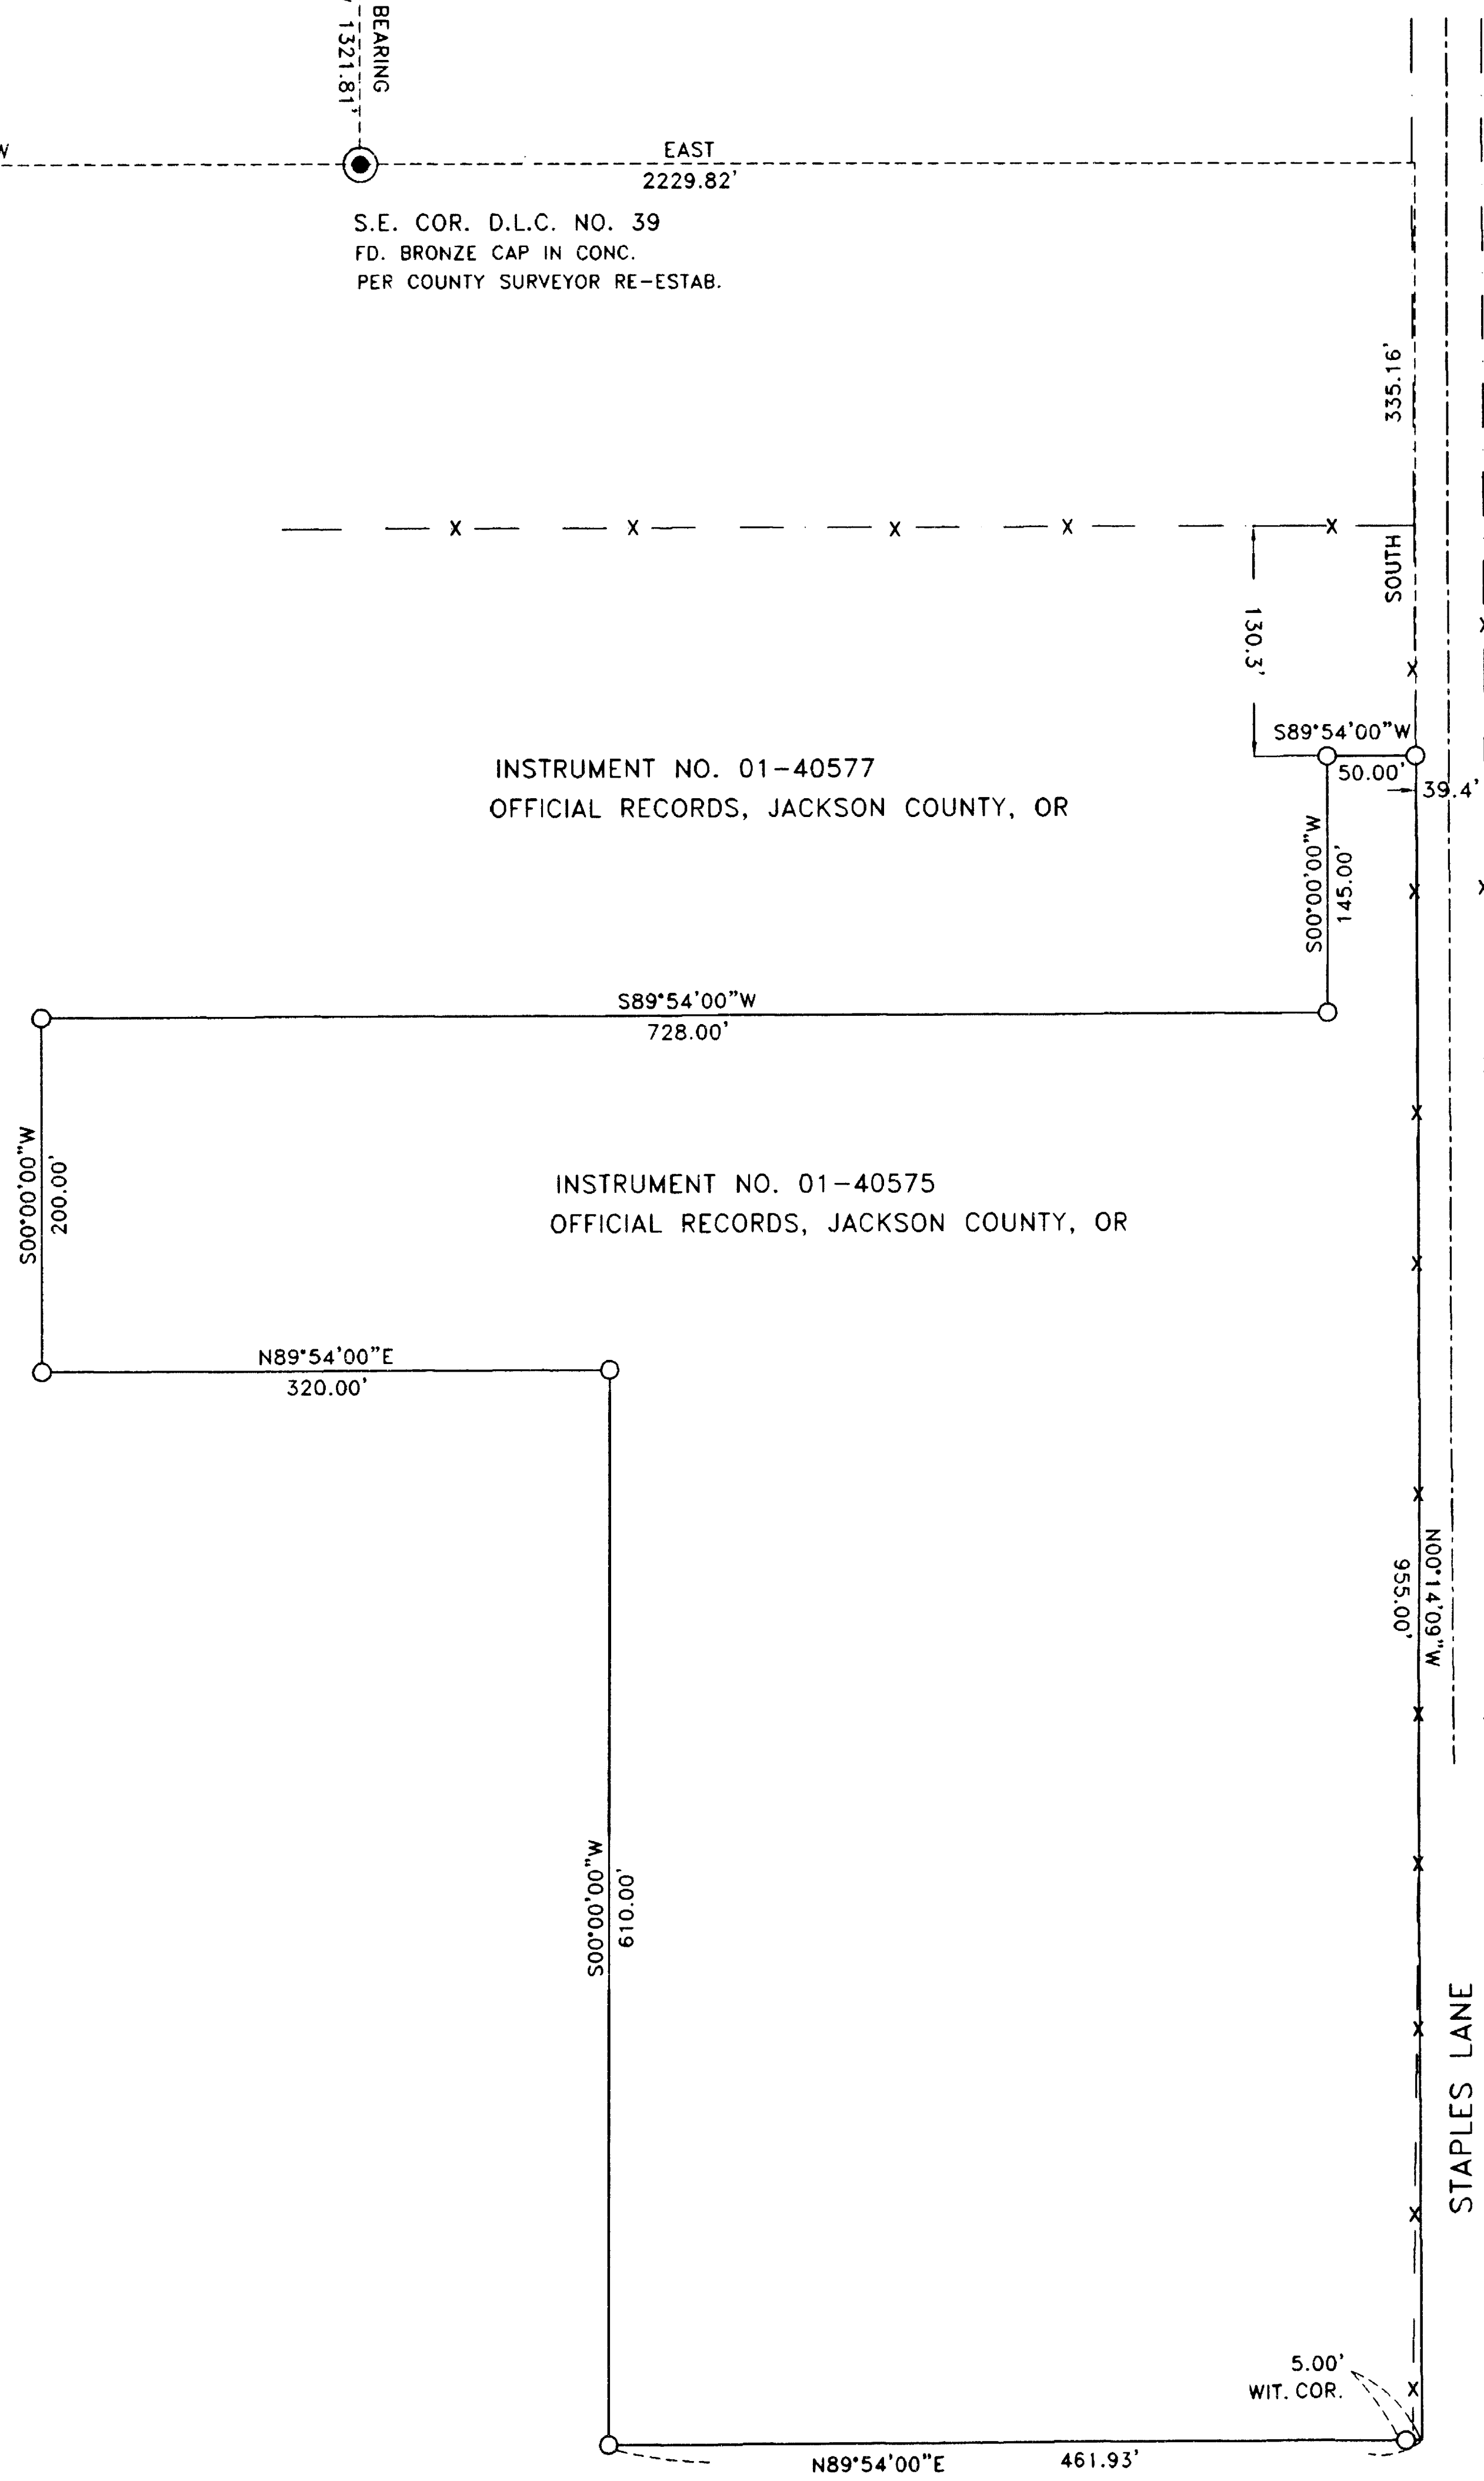 BEARING
1321.81'
W
EAST
2229.82'
S.E. COR. D.L.C. NO. 39
FD. BRONZE CAP IN CONC.
PER COUNTY SURVEYOR RE-ESTAB.
335.16'
SOUTH
X X X X X
130.3'
S89°54'00"W
50.00'
39.4'
INSTRUMENT NO. 01-40577
OFFICIAL RECORDS, JACKSON COUNTY, OR
S00°00'00"W
145.00'
S89°54'00"W
728.00'
S00°00'00"W
200.00'
INSTRUMENT NO. 01-40575
OFFICIAL RECORDS, JACKSON COUNTY, OR
N89°54'00"E
320.00'
N00°14'09"W
955.00'
S00°00'00"W
610.00'
STAPLES LANE
5.00'
WIT. COR.
N89°54'00"E 461.93'